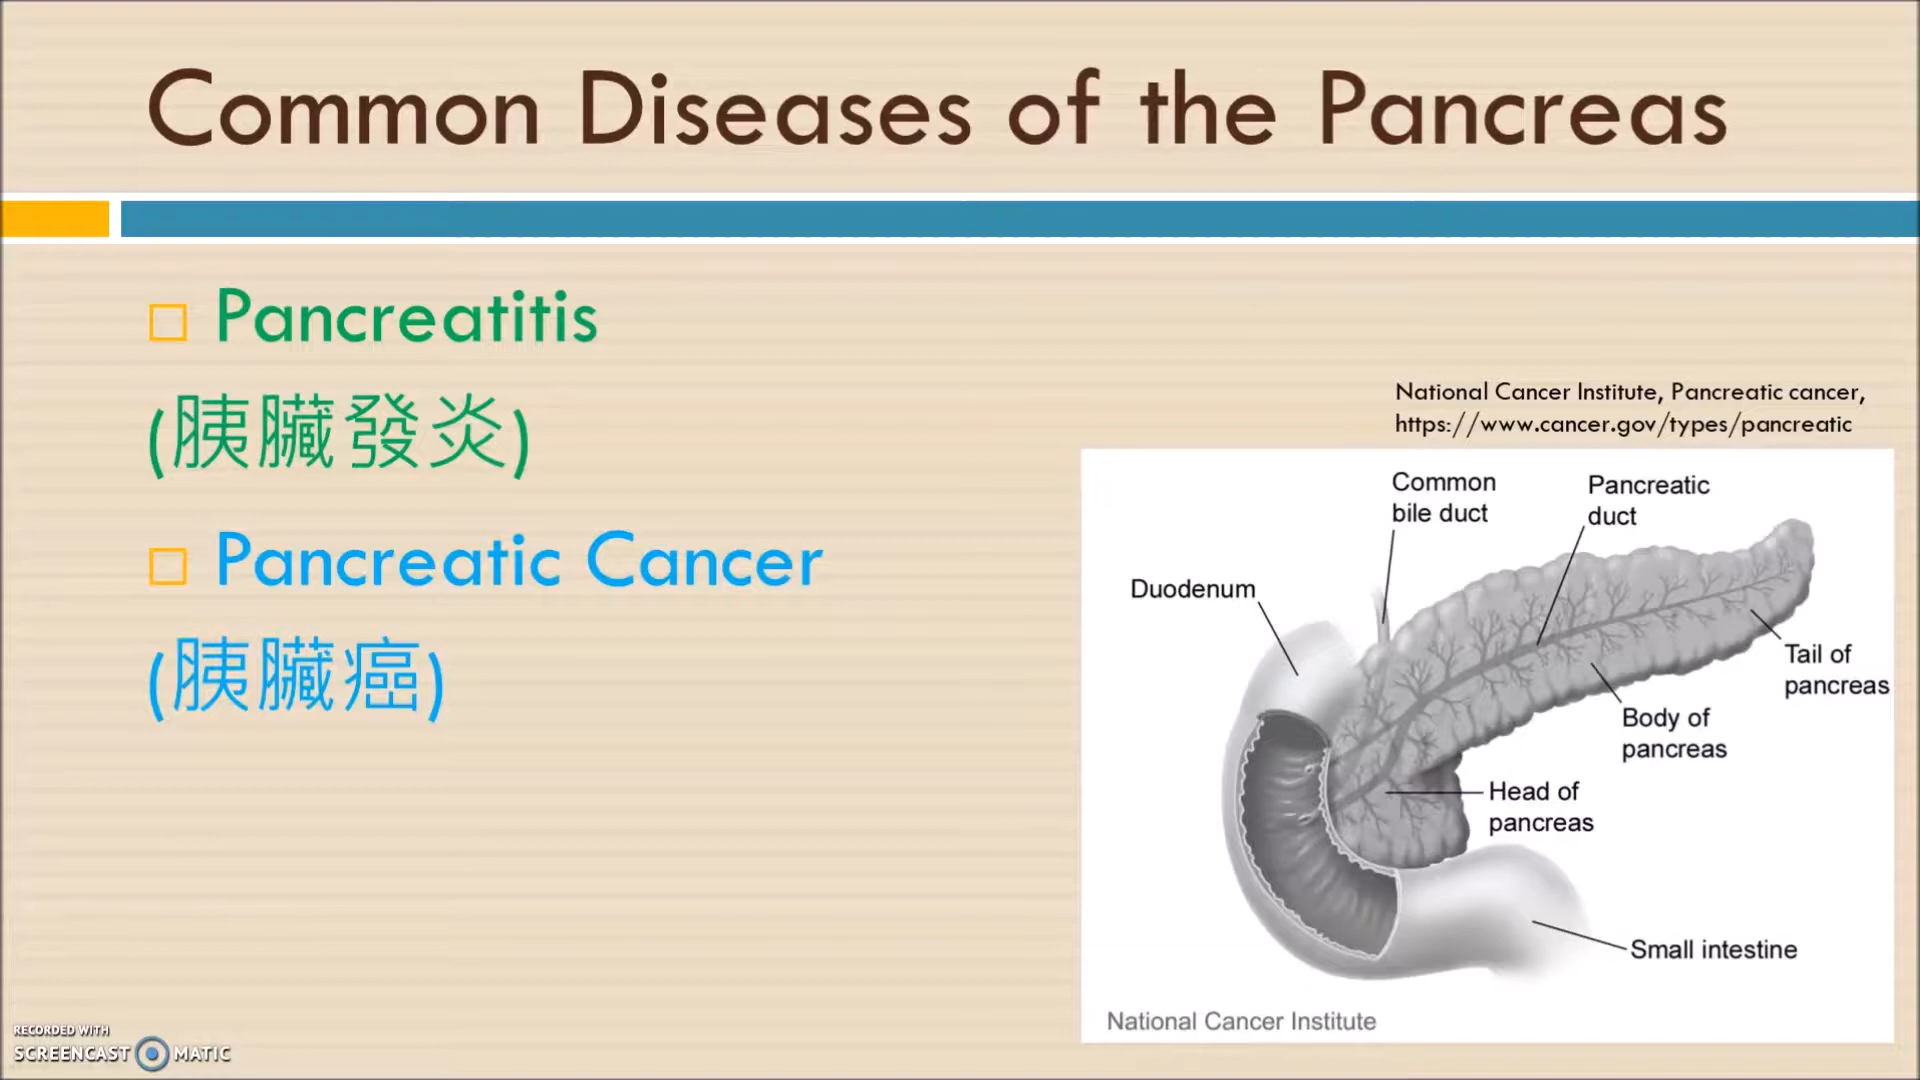 Common Diseases of the Pancreas
Pancreatitis
(胰臟發炎)
Pancreatic Cancer
(胰臟癌)
National Cancer Institute, Pancreatic cancer,
https://www.cancer.gov/types/pancreatic
Common
bile duct
Pancreatic
duct
Duodenum
Tail of
pancreas
Body of
pancreas
Head of
pancreas
Small intestine
National Cancer Institute
RECORDED WITH
SCREENCAST MATIC